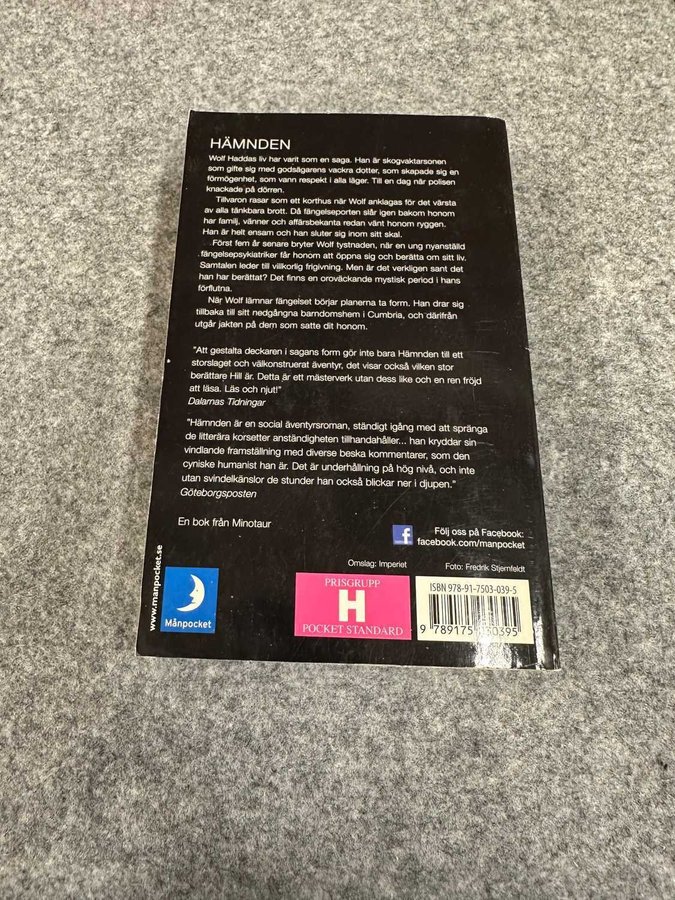 HÄMNDEN
Wolf Haddas liv har varit som en saga. Han är skogvaktarsonen
som gifte sig med godsägarens vackra dotter, som skapade sig en
förmögenhet, som vann respekt i alla läger. Till en dag när polisen
knackade på dörren.
Tillvaron rasar som ett korthus när Wolf anklagas för det värsta
av alla tänkbara brott. Då fängelseporten slår igen bakom honom
har familj, vänner och affärsbekanta redan vänt honom ryggen.
Han är helt ensam och han sluter sig inom sitt skal.
Först fem år senare bryter Wolf tystnaden, när en ung nyanställd
fängelsepsykiatriker får honom att öppna sig och berätta om sitt liv.
Samtalen leder till villkorlig frigivning. Men är det verkligen sant det
han har berättat? Det finns en oroväckande mystisk period i hans
förflutna.
När Wolf lämnar fängelset börjar planerna ta form. Han drar sig
tillbaka till sitt nedgångna barndomshem i Cumbria, och därifrån
utgår jakten på dem som satte dit honom.
"Att gestalta deckaren i sagans form gör inte bara Hämnden till ett
storslaget och välkonstruerat äventyr, det visar också vilken stor
berättare Hill är. Detta är ett mästerverk utan dess like och en ren fröjd
att läsa. Läs och njut!"
Dalarnas Tidningar
"Hämnden är en social äventyrsroman, ständigt igång med att spränga
de litterära korsetter anständigheten tillhandahåller... han kryddar sin
vindlande framställning med diverse beska kommentarer, som den
cyniske humanist han är. Det är underhållning på hög nivå, och inte
utan svindelkänslor de stunder han också blickar ner i djupen."
Göteborgsposten
En bok från Minotaur
f
Följ oss på Facebook:
facebook.com/manpocket
Omslag: Imperiet
Foto: Fredrik Stjernfeldt
www.manpocket.se
Månpocket
PRISGRUPP
H
POCKET STANDARD
ISBN 978-91-7503-039-5
9 789175 030395